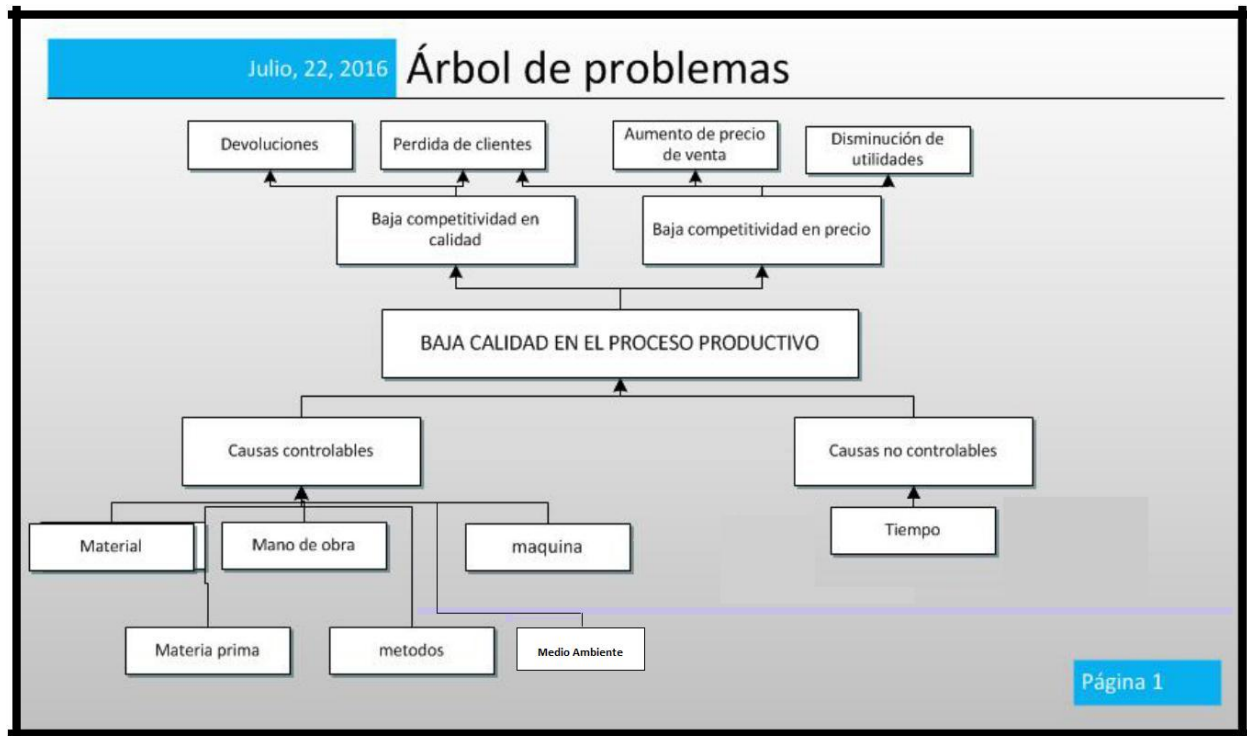 Julio, 22, 2016
Árbol de problemas
Devoluciones
Perdida de clientes
Aumento de precio
de venta
Disminución de
utilidades
Baja competitividad en
calidad
Baja competitividad en precio
BAJA CALIDAD EN EL PROCESO PRODUCTIVO
Causas controlables
Causas no controlables
Material
Mano de obra
maquina
Tiempo
Materia prima
metodos
Medio Ambiente
Página 1